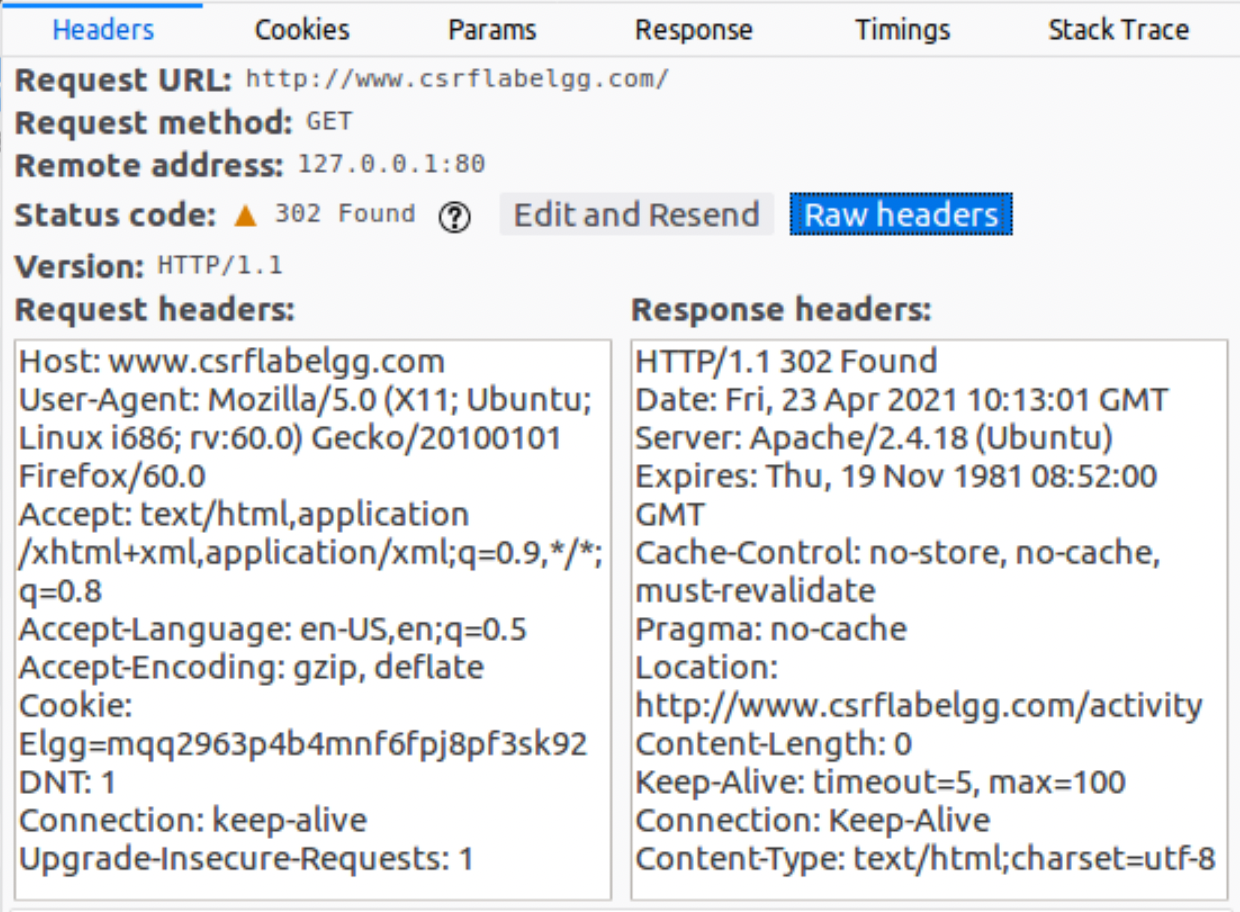 Headers Cookies Params Response Timings Stack Trace
Request URL: http://www.csrflabelgg.com/
Request method: GET
Remote address: 127.0.0.1:80
Status code: 302 Found ? Edit and Resend Raw headers
Version: HTTP/1.1
Request headers:
Host: www.csrflabelgg.com
User-Agent: Mozilla/5.0 (X11; Ubuntu;
Linux i686; rv:60.0) Gecko/20100101
Firefox/60.0
Accept: text/html,application
/xhtml+xml,application/xml;q=0.9,*/*;
q=0.8
Accept-Language: en-US,en;q=0.5
Accept-Encoding: gzip, deflate
Cookie:
Elgg=mqq2963p4b4mnf6fpj8pf3sk92
DNT: 1
Connection: keep-alive
Upgrade-Insecure-Requests: 1
Response headers:
HTTP/1.1 302 Found
Date: Fri, 23 Apr 2021 10:13:01 GMT
Server: Apache/2.4.18 (Ubuntu)
Expires: Thu, 19 Nov 1981 08:52:00
GMT
Cache-Control: no-store, no-cache,
must-revalidate
Pragma: no-cache
Location:
http://www.csrflabelgg.com/activity
Content-Length: 0
Keep-Alive: timeout=5, max=100
Connection: Keep-Alive
Content-Type: text/html;charset=utf-8